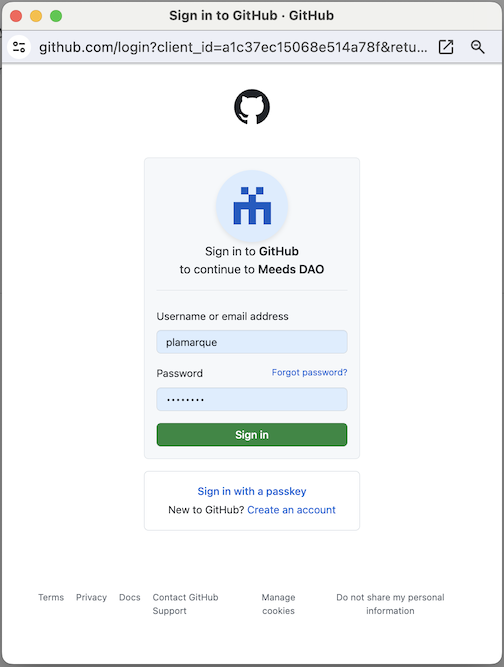 Sign in to GitHub · GitHub
github.com/login?client_id=a1c37ec15068e514a78f&retu...
Sign in to GitHub
to continue to Meeds DAO
Username or email address
plamarque
Password Forgot password?
••••••••
Sign in
Sign in with a passkey
New to GitHub? Create an account
Terms Privacy Docs Contact GitHub Support Manage cookies Do not share my personal information